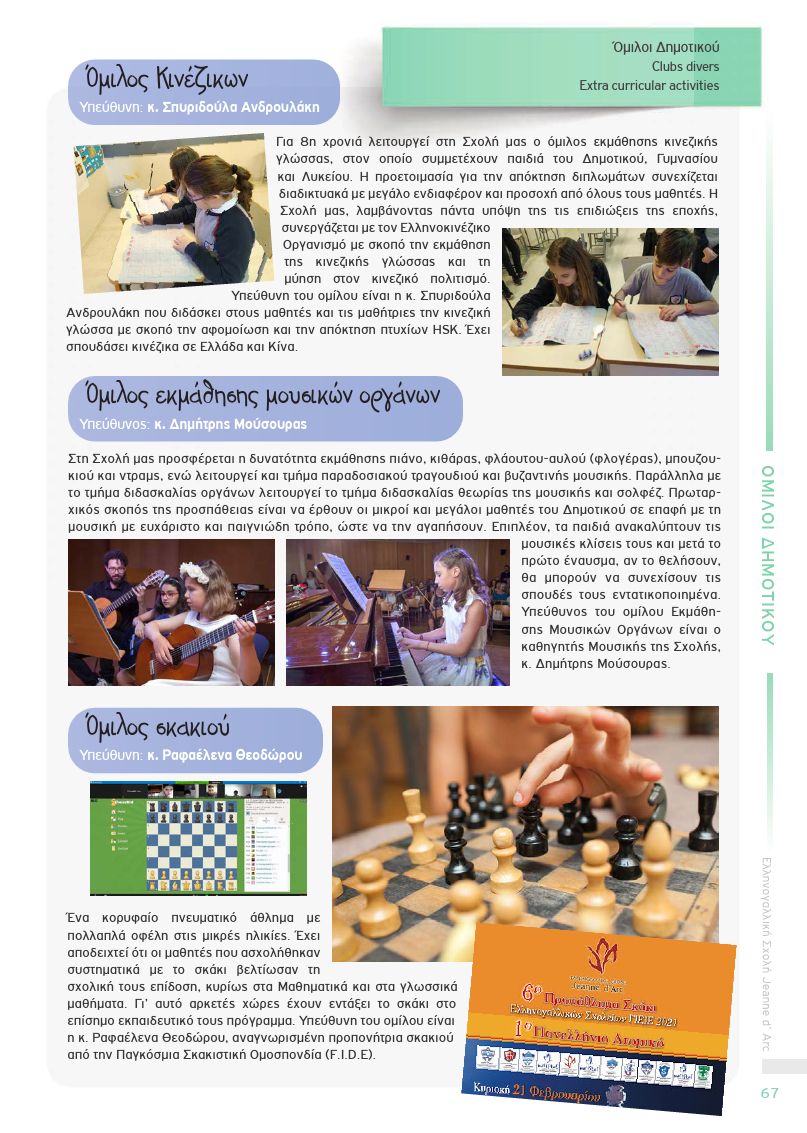 Όμιλοι Δημοτικού
Clubs divers
Extra curricular activities
Όμιλος Κινέζικων
Υπεύθυνη: κ. Σπυριδούλα Ανδρουλάκη
Για 8η χρονιά λειτουργεί στη Σχολή μας ο όμιλος εκμάθησης κινεζικής
γλώσσας, στον οποίο συμμετέχουν παιδιά του Δημοτικού, Γυμνασίου
και Λυκείου. Η προετοιμασία για την απόκτηση διπλωμάτων συνεχίζεται
διαδικτυακά με μεγάλο ενδιαφέρον και προσοχή από όλους τους μαθητές. Η
Σχολή μας, λαμβάνοντας πάντα υπόψη της τις επιδιώξεις της εποχής,
συνεργάζεται με τον Ελληνοκινέζικο
Οργανισμό με σκοπό την εκμάθηση
της κινεζικής γλώσσας και τη
μύηση στον κινεζικό πολιτισμό.
Υπεύθυνη του ομίλου είναι η κ. Σπυριδούλα
Ανδρουλάκη που διδάσκει στους μαθητές και τις μαθήτριες την κινεζική
γλώσσα με σκοπό την αφομοίωση και την απόκτηση πτυχίων HSK. Έχει
σπουδάσει κινέζικα σε Ελλάδα και Κίνα.
Όμιλος εκμάθησης μουσικών οργάνων
Υπεύθυνος: κ. Δημήτρης Μούσουρας
Στη Σχολή μας προσφέρεται η δυνατότητα εκμάθησης πιάνο, κιθάρας, φλάουτου-αυλού (φλογέρας), μπουζου-
κιού και ντραμς, ενώ λειτουργεί και τμήμα παραδοσιακού τραγουδιού και βυζαντινής μουσικής. Παράλληλα με
το τμήμα διδασκαλίας οργάνων λειτουργεί το τμήμα διδασκαλίας θεωρίας της μουσικής και σολφέζ. Πρωταρ-
χικός σκοπός της προσπάθειας είναι να έρθουν οι μικροί και μεγάλοι μαθητές του Δημοτικού σε επαφή με τη
μουσική με ευχάριστο και παιγνιώδη τρόπο, ώστε να την αγαπήσουν. Επιπλέον, τα παιδιά ανακαλύπτουν τις
μουσικές κλίσεις τους και μετά το
πρώτο έναυσμα, αν το θελήσουν,
θα μπορούν να συνεχίσουν τις
σπουδές τους εντατικοποιημένα.
Υπεύθυνος του ομίλου Εκμάθη-
σης Μουσικών Οργάνων είναι ο
καθηγητής Μουσικής της Σχολής,
κ. Δημήτρης Μούσουρας.
Όμιλος σκακιού
Υπεύθυνη: κ. Ραφαέλενα Θεοδώρου
Ένα κορυφαίο πνευματικό άθλημα με
πολλαπλά οφέλη στις μικρές ηλικίες. Έχει
αποδειχτεί ότι οι μαθητές που ασχολήθηκαν
συστηματικά με το σκάκι βελτίωσαν τη
σχολική τους επίδοση, κυρίως στα Μαθηματικά και στα γλωσσικά
μαθήματα. Γι' αυτό αρκετές χώρες έχουν εντάξει το σκάκι στο
επίσημο εκπαιδευτικό τους πρόγραμμα. Υπεύθυνη του ομίλου είναι
η κ. Ραφαέλενα Θεοδώρου, αναγνωρισμένη προπονήτρια σκακιού
από την Παγκόσμια Σκακιστική Ομοσπονδία (F.I.D.E).
Jeanne D'Arc
6ο Πρωτάθλημα Σκάκι
Ελληνογαλλικών Σχολείων ΠΕΙΕ 2021
1ο Πανελλήνιο Ατομικό
Κυριακή 21 Φεβρουαρίου
ΟΜΙΛΟΙ ΔΗΜΟΤΙΚΟΥ
Ελληνογαλλική Σχολή Jeanne d' Arc
67